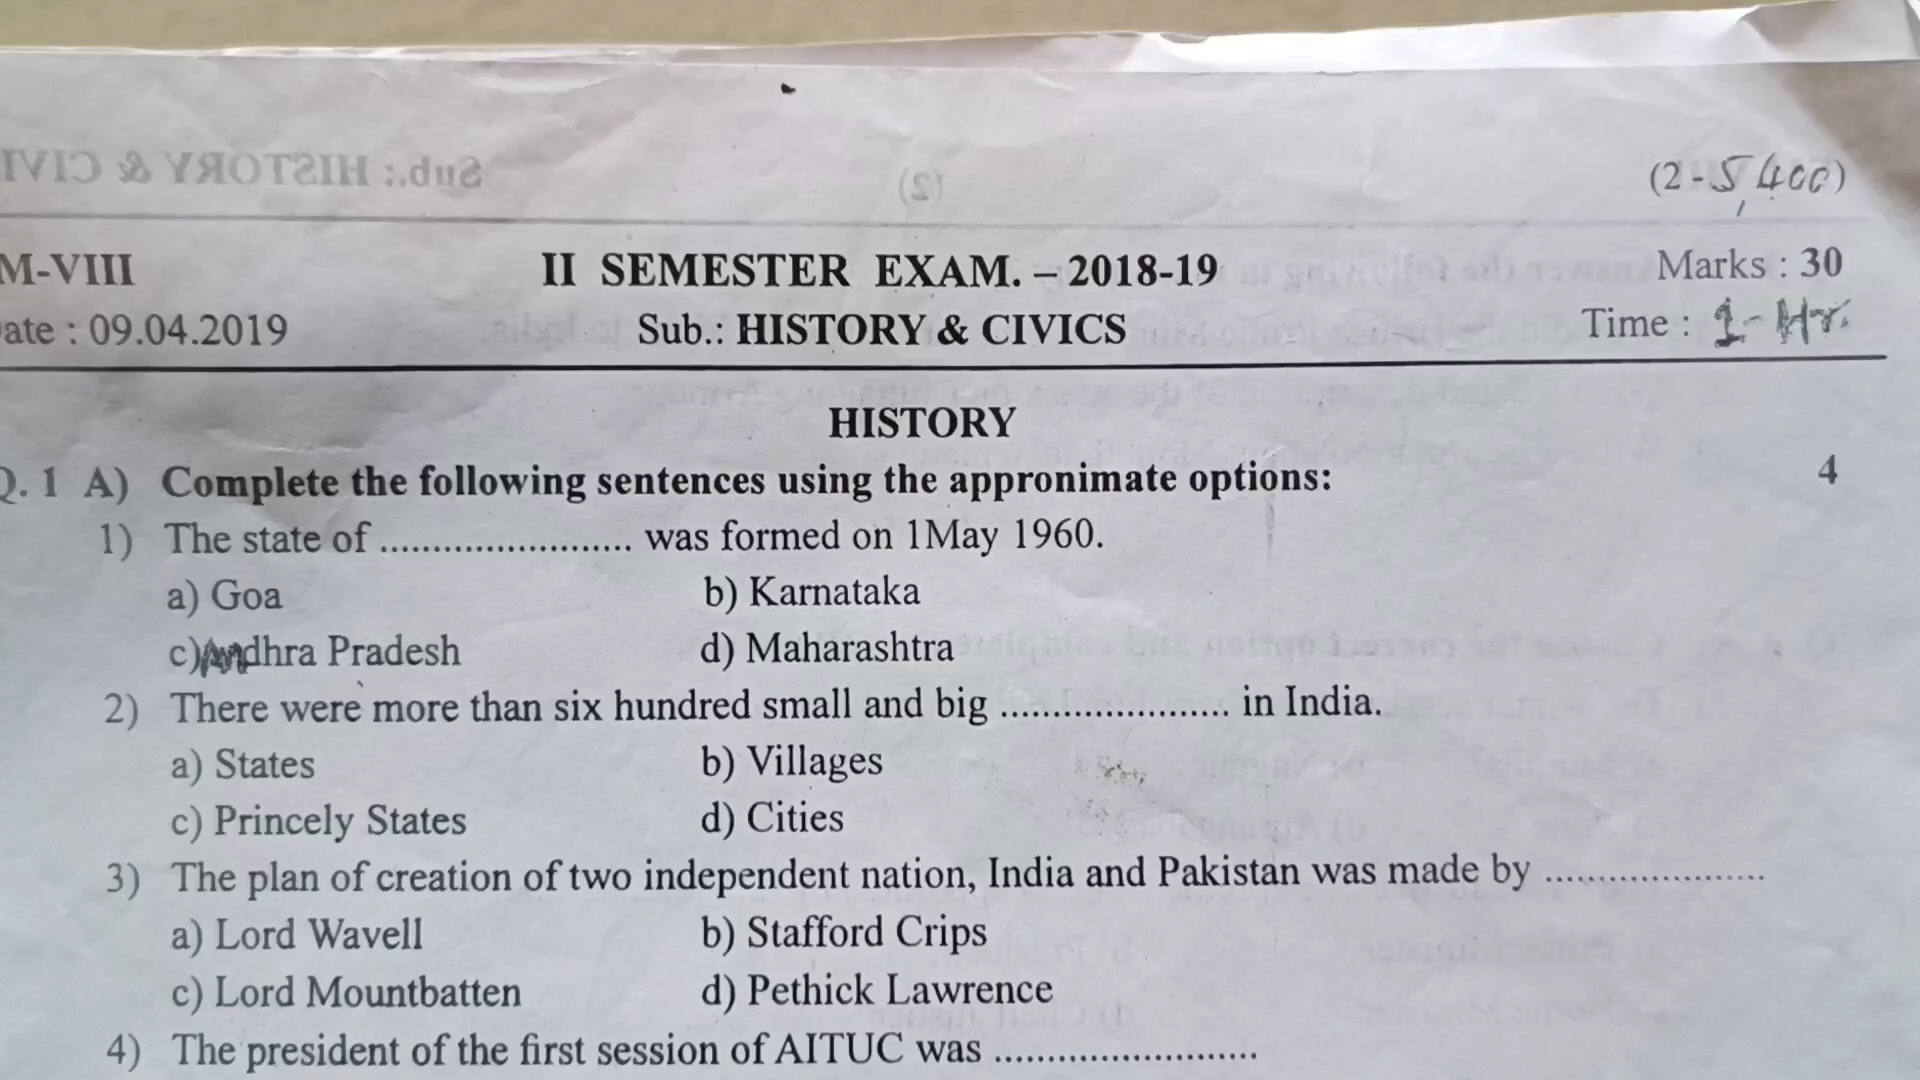 (2-5400)
M-VIII II SEMESTER EXAM. – 2018-19 Marks : 30
ate : 09.04.2019 Sub.: HISTORY & CIVICS Time : 1- Hr.
HISTORY
Q. 1 A) Complete the following sentences using the appronimate options: 4
1) The state of ........................ was formed on 1May 1960.
a) Goa b) Karnataka
c) Andhra Pradesh d) Maharashtra
2) There were more than six hundred small and big ...................... in India.
a) States b) Villages
c) Princely States d) Cities
3) The plan of creation of two independent nation, India and Pakistan was made by .....................
a) Lord Wavell b) Stafford Crips
c) Lord Mountbatten d) Pethick Lawrence
4) The president of the first session of AITUC was .........................